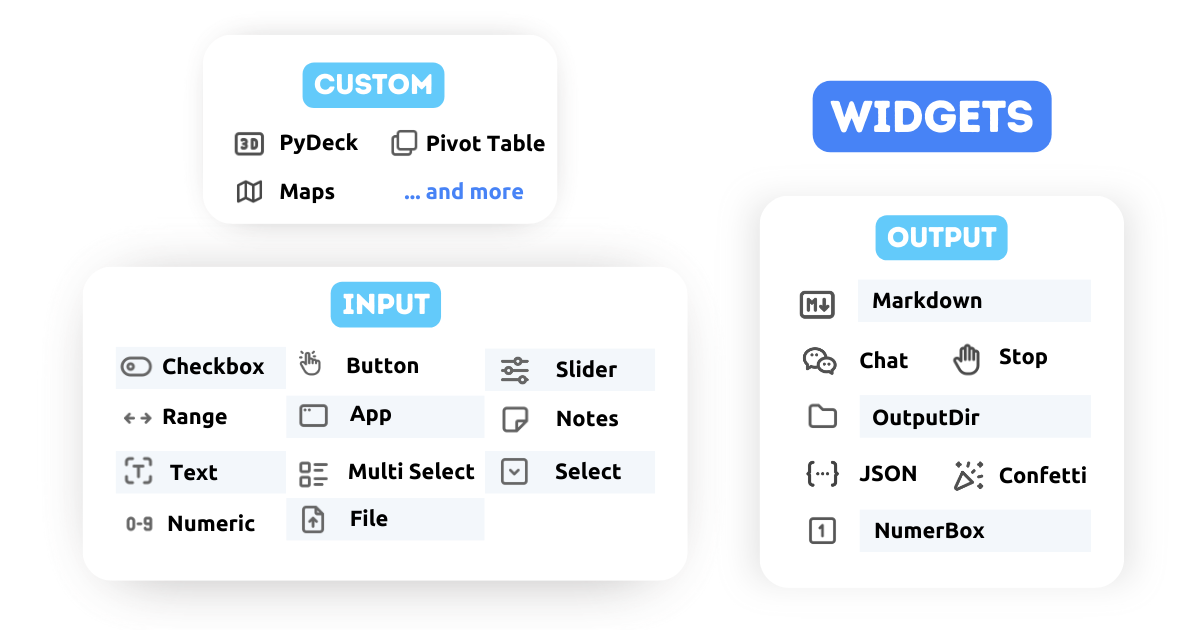 CUSTOM
3D PyDeck Pivot Table
Maps ... and more
WIDGETS
INPUT
Checkbox Button Slider
Range App Notes
T Text Multi Select Select
0-9 Numeric File
OUTPUT
M Markdown
Chat Stop
OutputDir
{...} JSON Confetti
1 NumerBox